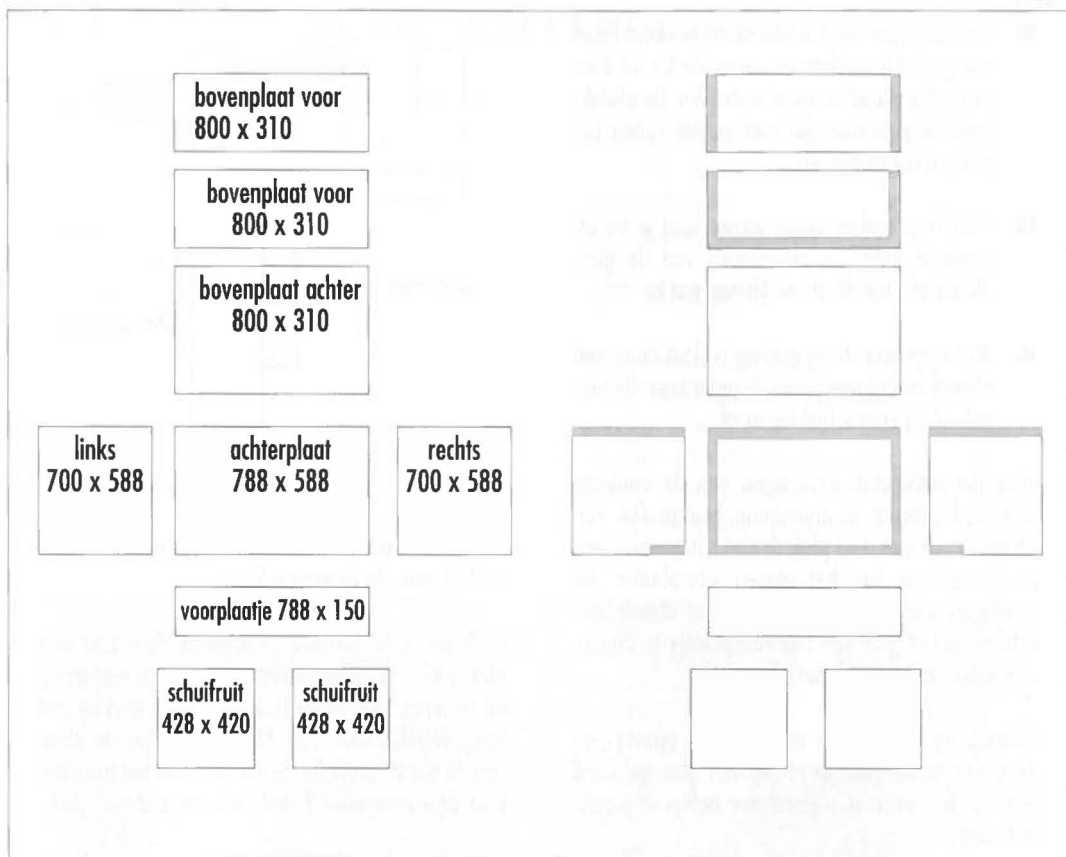 bovenplaat voor
800 x 310
bovenplaat voor
800 x 310
bovenplaat achter
800 x 310
links
700 x 588
achterplaat
788 x 588
rechts
700 x 588
voorplaatje 788 x 150
schuifruit
428 x 420
schuifruit
428 x 420